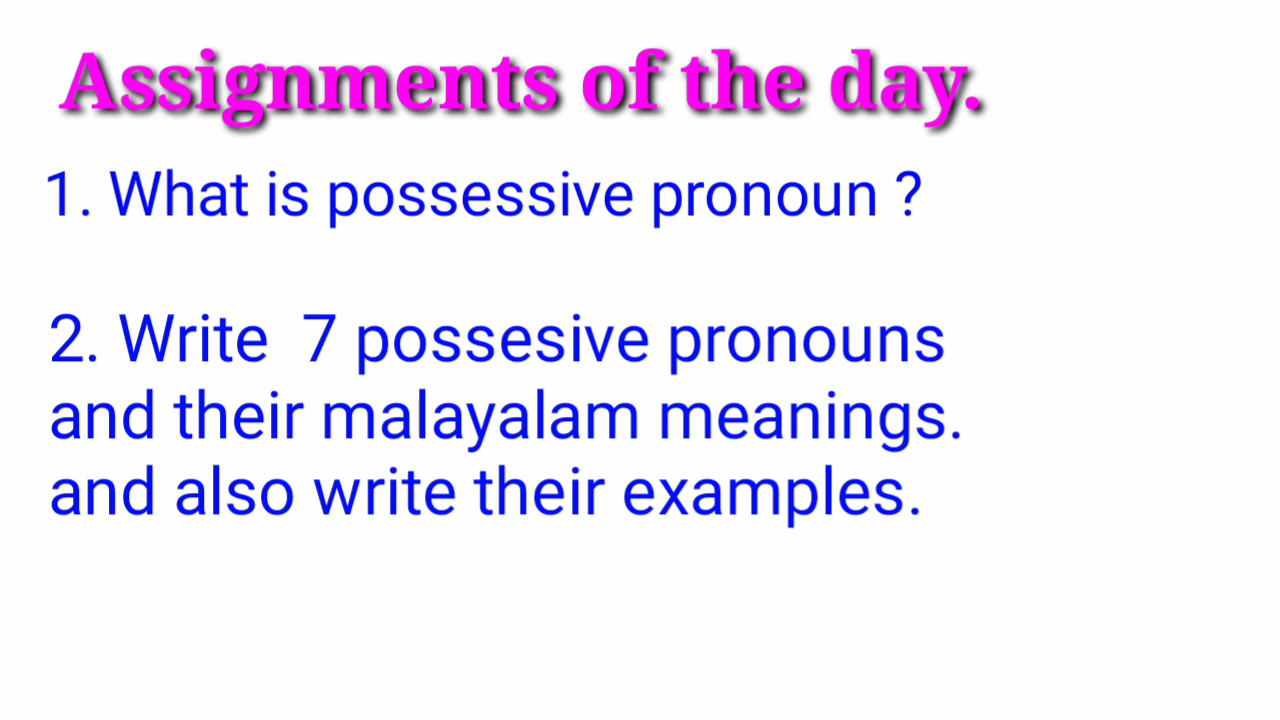 Assignments of the day.
1. What is possessive pronoun ?
2. Write 7 possesive pronouns
and their malayalam meanings.
and also write their examples.